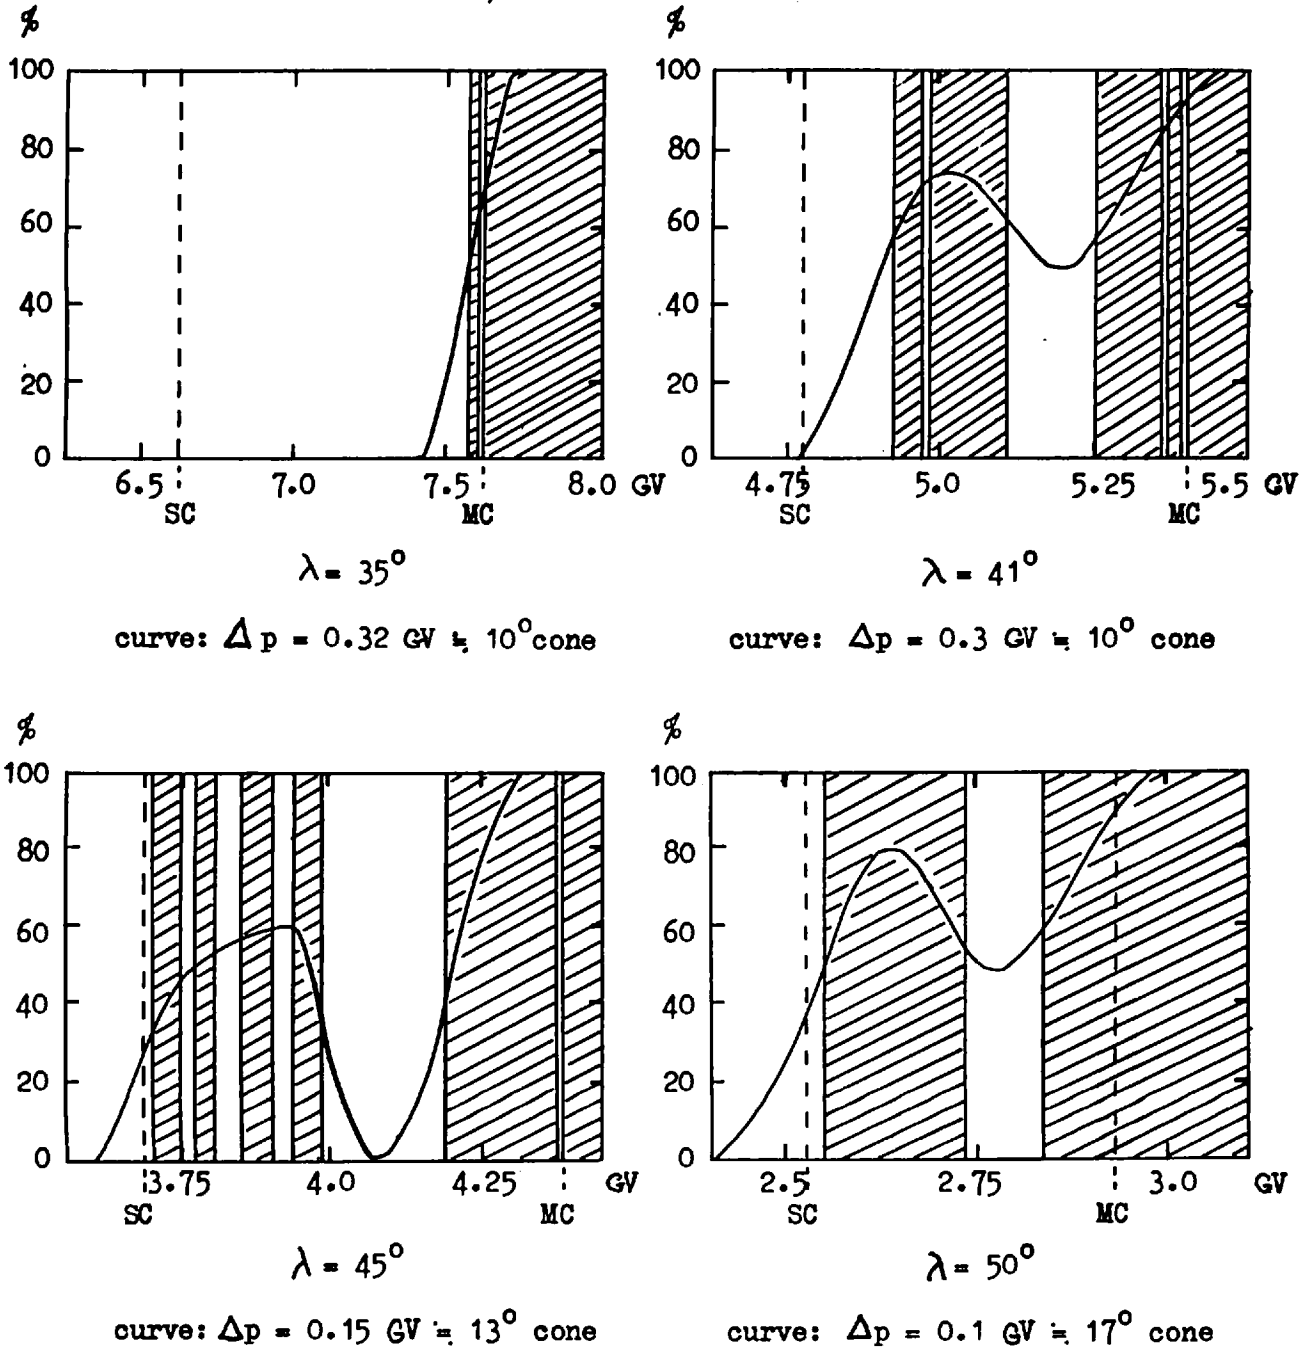 %
100
80
60
40
20
0
6.5 7.0 7.5 8.0 GV
SC MC
λ = 35°
curve: Δp = 0.32 GV ≒ 10° cone
%
100
80
60
40
20
0
4.75 5.0 5.25 5.5 GV
SC MC
λ = 41°
curve: Δp = 0.3 GV ≒ 10° cone
%
100
80
60
40
20
0
3.75 4.0 4.25 GV
SC MC
λ = 45°
curve: Δp = 0.15 GV ≒ 13° cone
%
100
80
60
40
20
0
2.5 2.75 3.0 GV
SC MC
λ = 50°
curve: Δp = 0.1 GV ≒ 17° cone